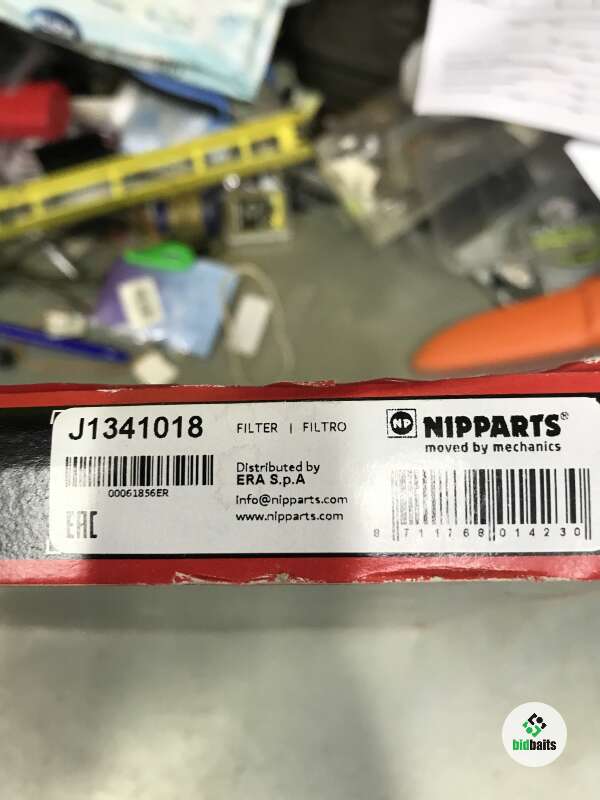 J1341018
FILTER | FILTRO
NP NIPPARTS®
moved by mechanics
00061856ER
Distributed by
ERA S.p.A
info@nipparts.com
www.nipparts.com
EAC
8 711768 014230
bidbaits